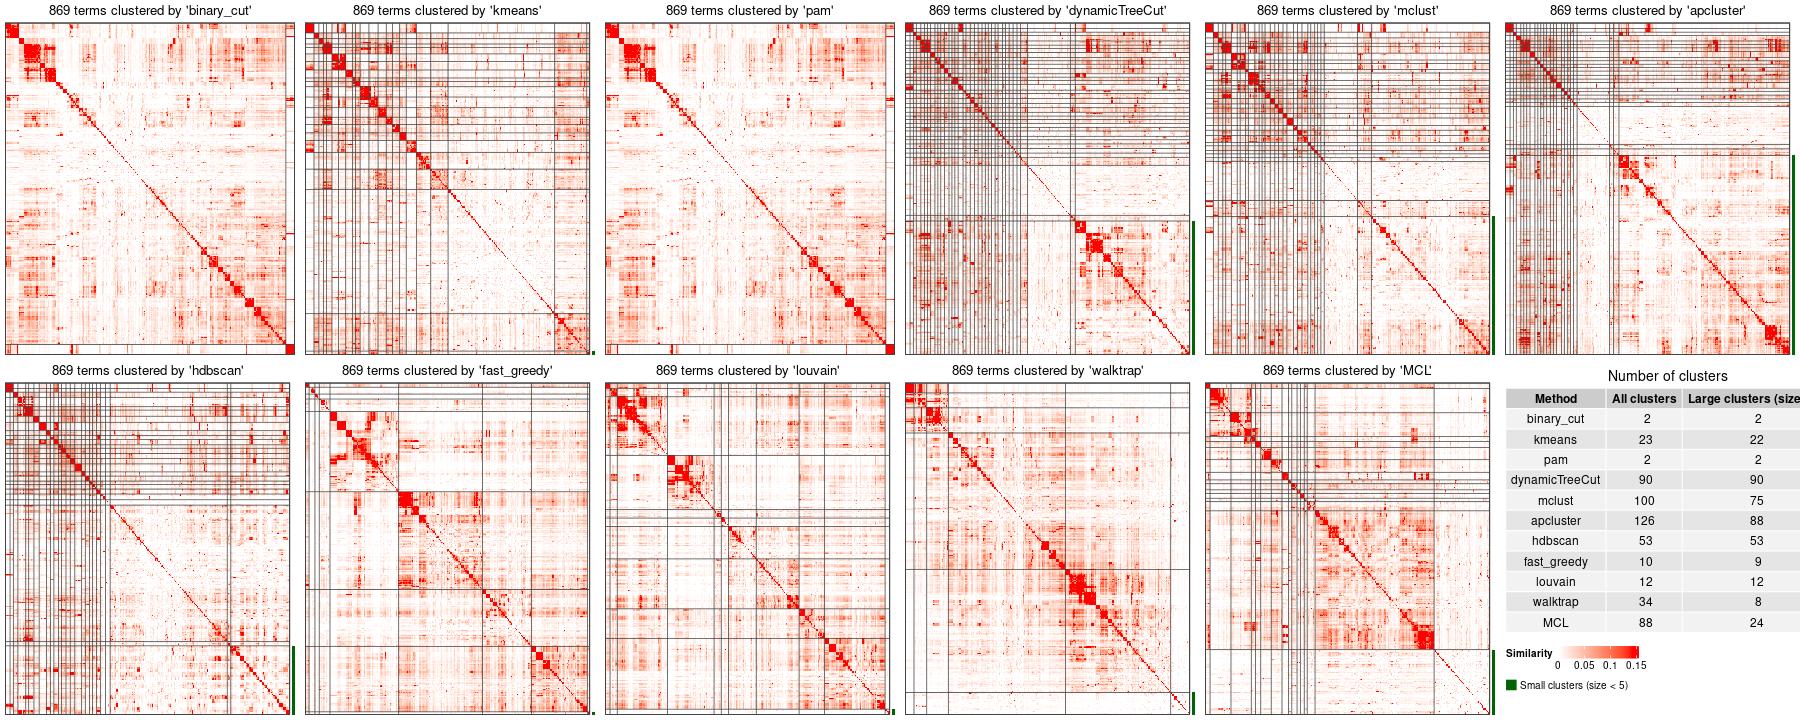 869 terms clustered by 'binary_cut'
869 terms clustered by 'kmeans'
869 terms clustered by 'pam'
869 terms clustered by 'dynamicTreeCut'
869 terms clustered by 'mclust'
869 terms clustered by 'apcluster'
869 terms clustered by 'hdbscan'
869 terms clustered by 'fast_greedy'
869 terms clustered by 'louvain'
869 terms clustered by 'walktrap'
869 terms clustered by 'MCL'
Number of clusters
Method All clusters Large clusters (size
binary_cut 2 2
kmeans 23 22
pam 2 2
dynamicTreeCut 90 90
mclust 100 75
apcluster 126 88
hdbscan 53 53
fast_greedy 10 9
louvain 12 12
walktrap 34 8
MCL 88 24
Similarity
0 0.05 0.1 0.15
Small clusters (size < 5)